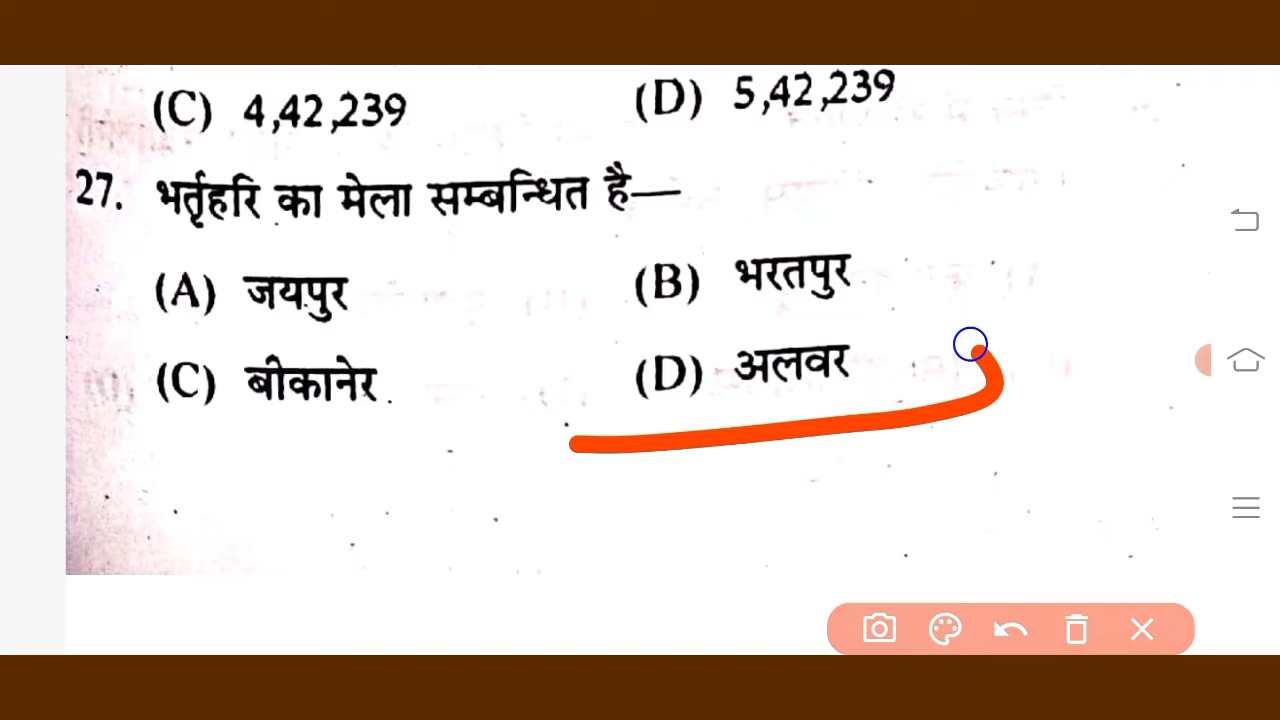 (C) 4,42,239 (D) 5,42,239
27. भर्तृहरि का मेला सम्बन्धित है—
(A) जयपुर (B) भरतपुर
(C) बीकानेर (D) अलवर